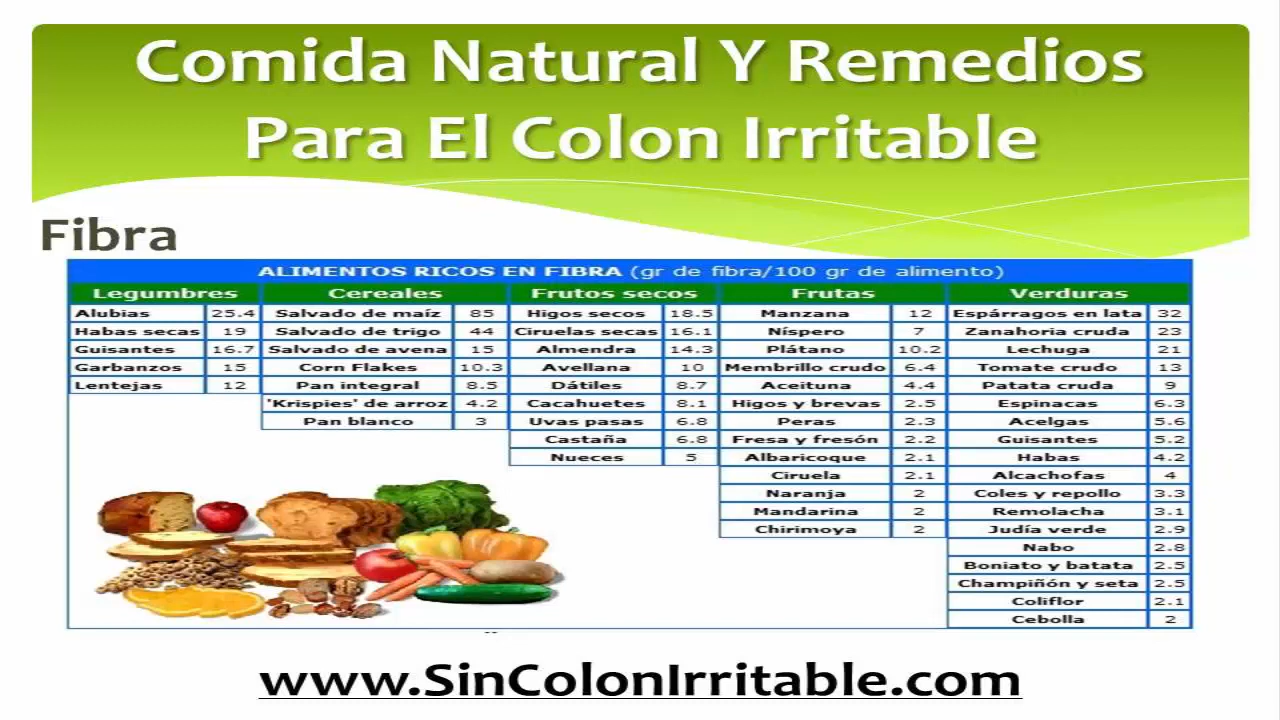 Comida Natural Y Remedios
Para El Colon Irritable
Fibra
ALIMENTOS RICOS EN FIBRA (gr de fibra/100 gr de alimento)
Legumbres Cereales Frutos secos Frutas Verduras
Alubias 25.4 Salvado de maíz 85 Higos secos 18.5 Manzana 12 Espárragos en lata 32
Habas secas 19 Salvado de trigo 44 Ciruelas secas 16.1 Níspero 7 Zanahoria cruda 23
Guisantes 16.7 Salvado de avena 15 Almendra 14.3 Plátano 10.2 Lechuga 21
Garbanzos 15 Corn Flakes 10.3 Avellana 10 Membrillo crudo 6.4 Tomate crudo 13
Lentejas 12 Pan integral 8.5 Dátiles 8.7 Aceituna 4.4 Patata cruda 9
'Krispies' de arroz 4.2 Cacahuetes 8.1 Higos y brevas 2.5 Espinacas 6.3
Pan blanco 3 Uvas pasas 6.8 Peras 2.3 Acelgas 5.6
Castaña 6.8 Fresa y fresón 2.2 Guisantes 5.2
Nueces 5 Albaricoque 2.1 Habas 4.2
Ciruela 2.1 Alcachofas 4
Naranja 2 Coles y repollo 3.3
Mandarina 2 Remolacha 3.1
Chirimoya 2 Judía verde 2.9
Nabo 2.8
Boniato y batata 2.5
Champiñón y seta 2.5
Coliflor 2.1
Cebolla 2
www.SinColonIrritable.com